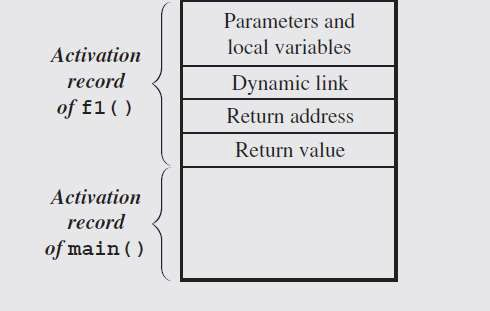 Parameters and
local variables
Activation
record
of f1()
Dynamic link
Return address
Return value
Activation
record
of main()